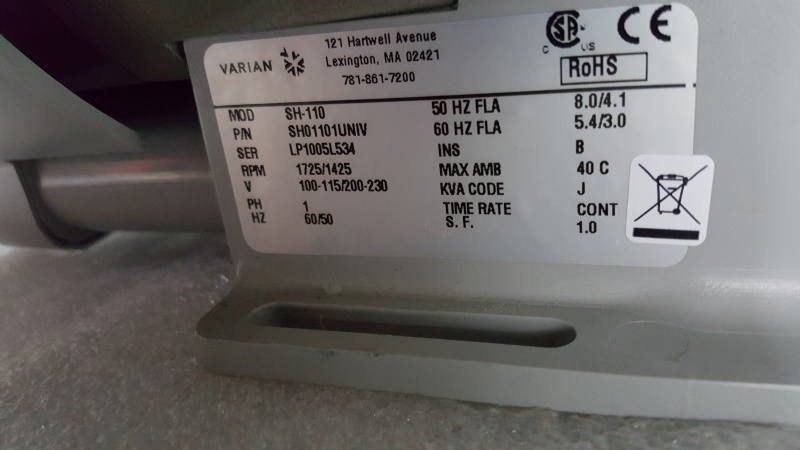 VARIAN
121 Hartwell Avenue
Lexington, MA 02421
781-861-7200
CSA
C US
CE
RoHS
MOD SH-110 50 HZ FLA 8.0/4.1
P/N SH01101UNIV 60 HZ FLA 5.4/3.0
SER LP1005L534 INS B
RPM 1725/1425 MAX AMB 40 C
V 100-115/200-230 KVA CODE J
PH 1 TIME RATE CONT
HZ 60/50 S. F. 1.0